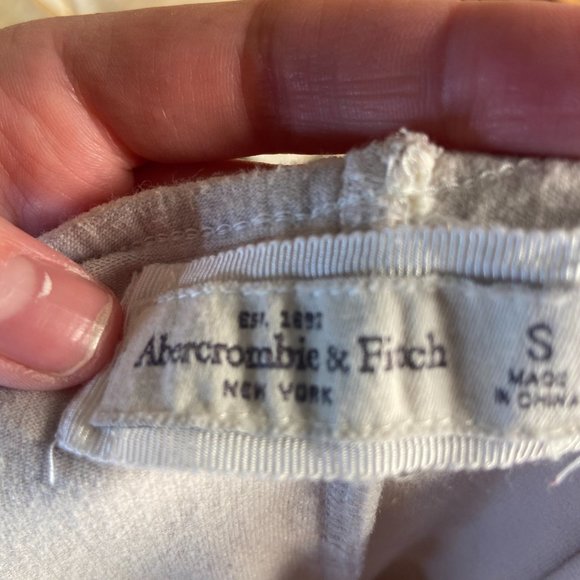 EST. 1892
Abercrombie & Fitch
NEW YORK
S
MADE
IN CHINA